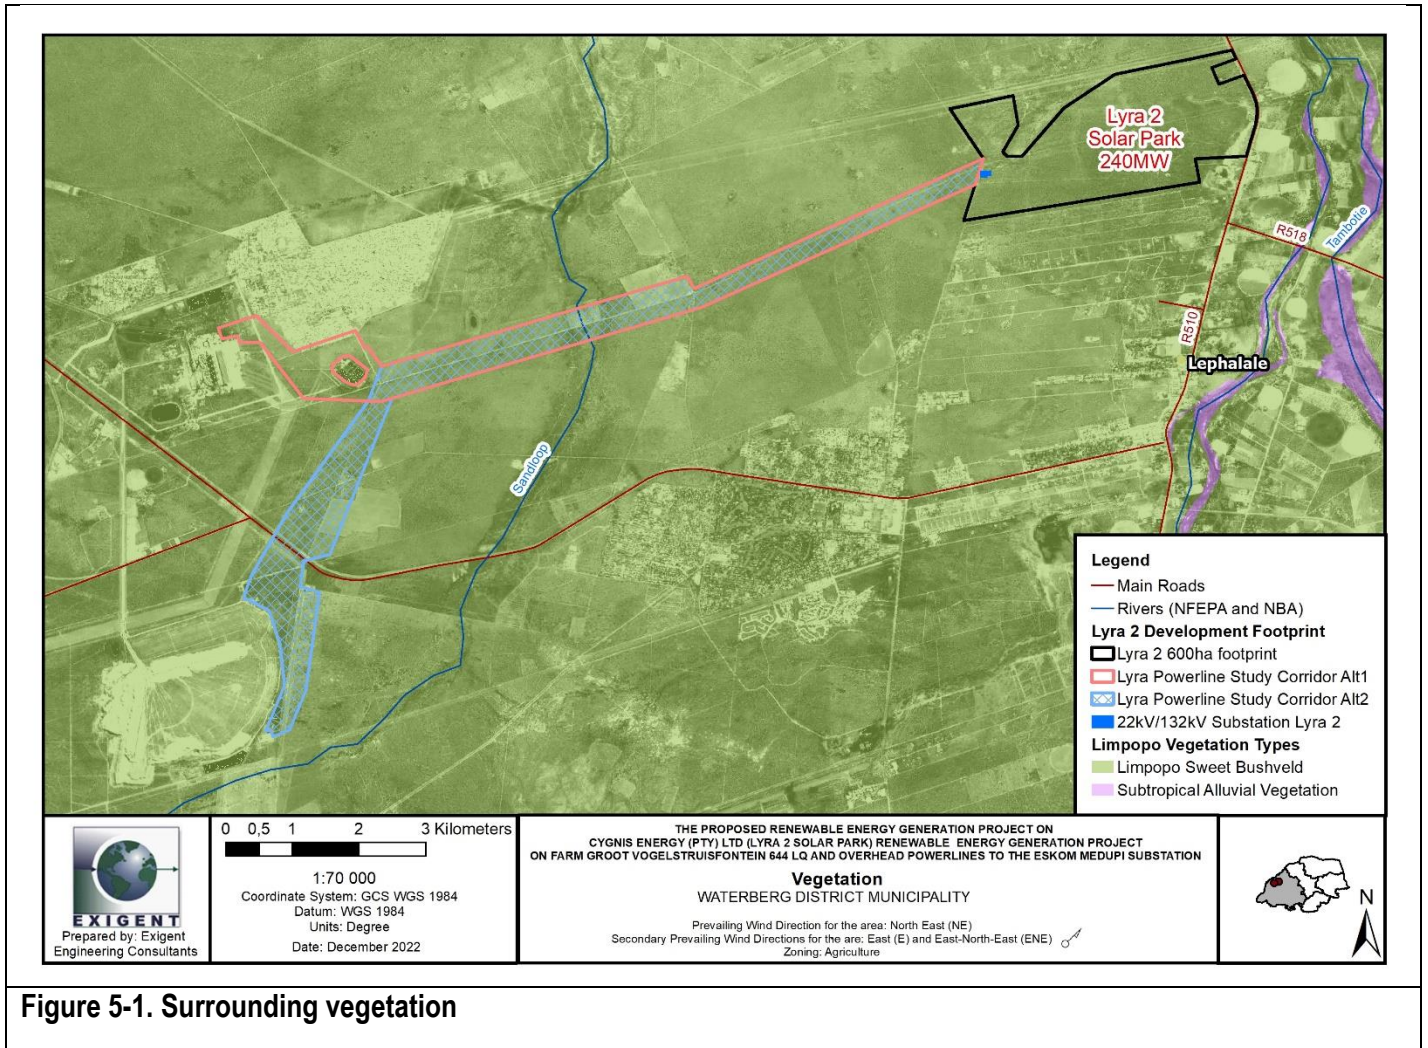 Lyra 2
Solar Park
240MW
R518
Tambotie
R510
Lephalale
Sandloop
Legend
Main Roads
Rivers (NFEPA and NBA)
Lyra 2 Development Footprint
Lyra 2 600ha footprint
Lyra Powerline Study Corridor Alt1
Lyra Powerline Study Corridor Alt2
22kV/132kV Substation Lyra 2
Limpopo Vegetation Types
Limpopo Sweet Bushveld
Subtropical Alluvial Vegetation
EXIGENT
Prepared by: Exigent
Engineering Consultants
0 0,5 1 2 3 Kilometers
1:70 000
Coordinate System: GCS WGS 1984
Datum: WGS 1984
Units: Degree
Date: December 2022
THE PROPOSED RENEWABLE ENERGY GENERATION PROJECT ON
CYGNIS ENERGY (PTY) LTD (LYRA 2 SOLAR PARK) RENEWABLE ENERGY GENERATION PROJECT
ON FARM GROOT VOGELSTRUISFONTEIN 644 LQ AND OVERHEAD POWERLINES TO THE ESKOM MEDUPI SUBSTATION
Vegetation
WATERBERG DISTRICT MUNICIPALITY
Prevailing Wind Direction for the area: North East (NE)
Secondary Prevailing Wind Directions for the are: East (E) and East-North-East (ENE)
Zoning: Agriculture
N
Figure 5-1. Surrounding vegetation